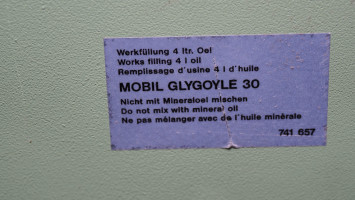 Werkfüllung 4 ltr. Oel
Works filling 4 l oil
Remplissage d'usine 4 l d'huile
MOBIL GLYGOYLE 30
Nicht mit Mineraloel mischen
Do not mix with mineral oil
Ne pas mélanger avec de l'huile minèrale
741 657